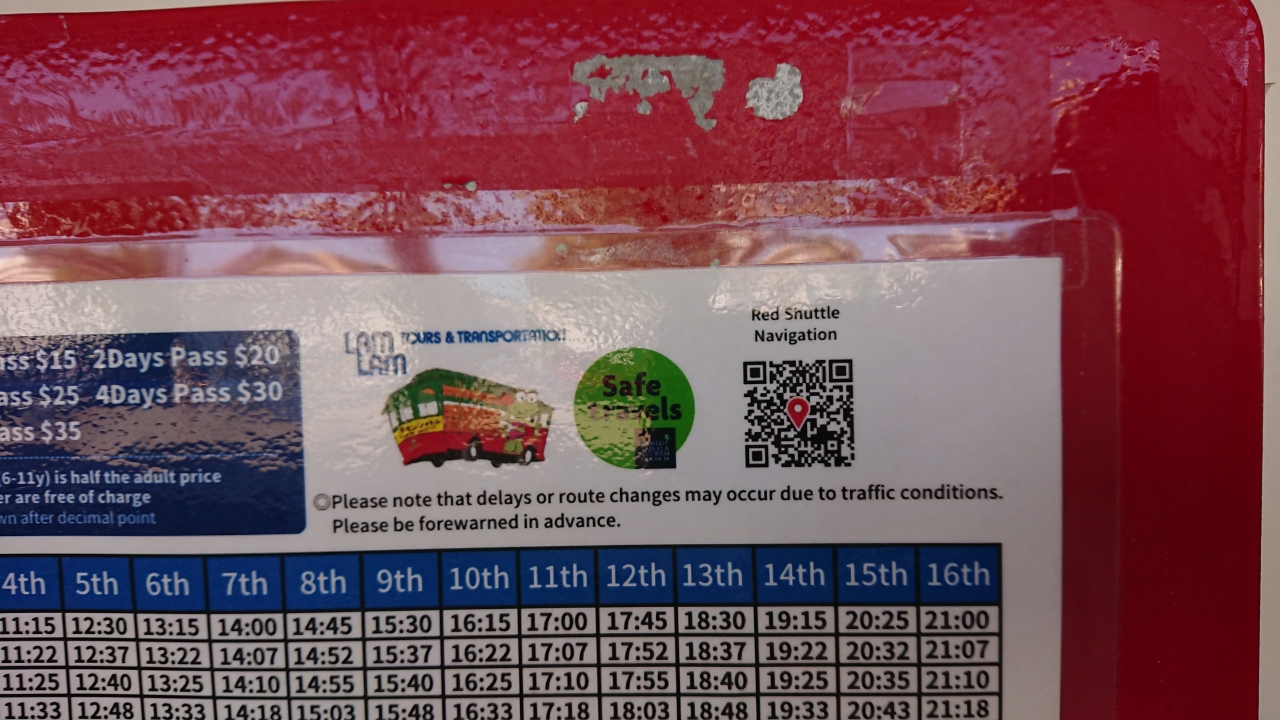 ass $15 2Days Pass $20
ass $25 4Days Pass $30
ass $35
(6-11y) is half the adult price
er are free of charge
wn after decimal point
LAM LAM TOURS & TRANSPORTATION
Safe travels
Red Shuttle
Navigation
◎Please note that delays or route changes may occur due to traffic conditions.
Please be forewarned in advance.
4th 5th 6th 7th 8th 9th 10th 11th 12th 13th 14th 15th 16th
11:15 12:30 13:15 14:00 14:45 15:30 16:15 17:00 17:45 18:30 19:15 20:25 21:00
11:22 12:37 13:22 14:07 14:52 15:37 16:22 17:07 17:52 18:37 19:22 20:32 21:07
11:25 12:40 13:25 14:10 14:55 15:40 16:25 17:10 17:55 18:40 19:25 20:35 21:10
11:33 12:48 13:33 14:18 15:03 15:48 16:33 17:18 18:03 18:48 19:33 20:43 21:18